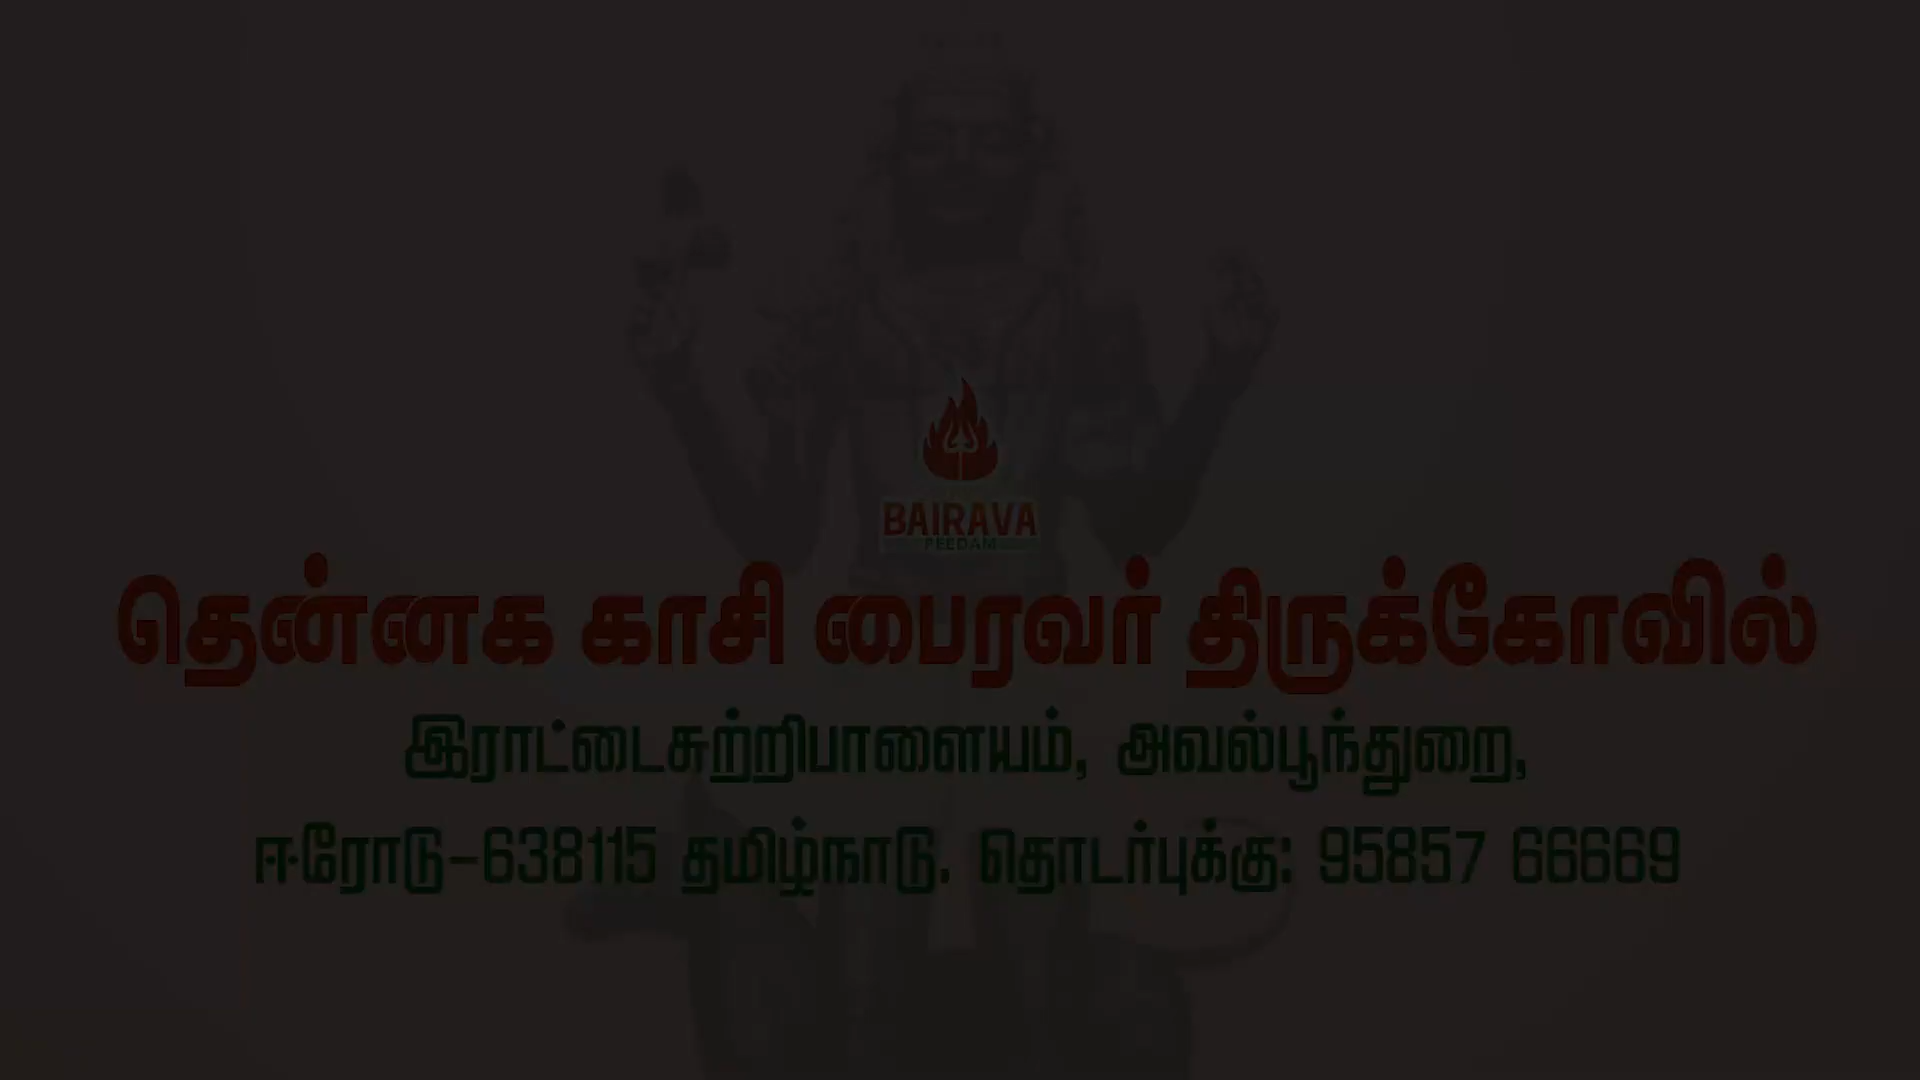 BAIRAVA
PEEDAM
தென்னக காசி பைரவர் திருக்கோவில்
இராட்டைசுற்றிபாளையம், அவல்பூந்துறை,
ஈரோடு-638115 தமிழ்நாடு. தொடர்புக்கு: 95857 66669